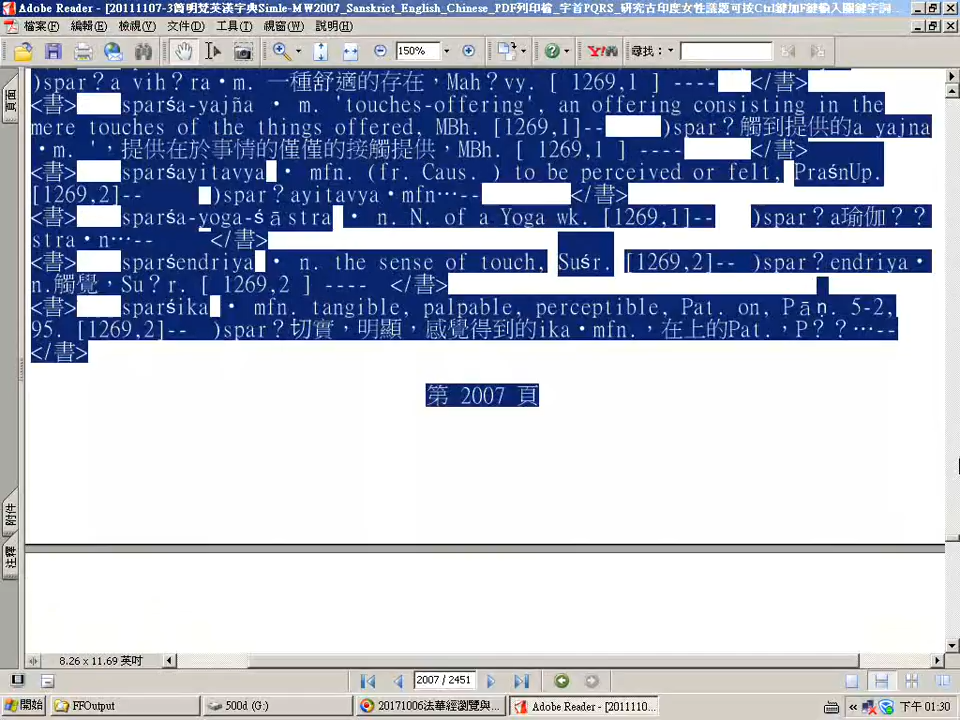 Adobe Reader - [20111107-3簡明梵英漢字典Simle-MW2007_Sanskrict_English_Chinese_PDF列印檔_字首PQRS_研究古印度女性議題可按Ctrl鍵加F鍵輸入關鍵字詞...
檔案(F) 編輯(E) 檢視(V) 文件(D) 工具(T) 視窗(W) 說明(H)
150% Y! 尋找：
頁面
附件
注釋
)spar？a vih？ra·m. 一種舒適的存在，Mah？vy. [ 1269,1 ] ---- </書>
<書> sparśa-yajña · m. 'touches-offering', an offering consisting in the
mere touches of the things offered, MBh. [1269,1]-- )spar？觸到提供的a yajna
·m. '，提供在於事情的僅僅的接觸提供，MBh. [ 1269,1 ] ---- </書>
<書> sparśayitavya · mfn. (fr. Caus. ) to be perceived or felt, PraśnUp.
[1269,2]-- )spar？ayitavya·mfn…-- </書>
<書> sparśa-yoga-śāstra · n. N. of a Yoga wk. [1269,1]-- )spar？a瑜伽？？
stra·n…-- </書>
<書> sparśendriya · n. the sense of touch, Suśr. [1269,2]-- )spar？endriya·
n.觸覺，Su？r. [ 1269,2 ] ---- </書>
<書> sparśika · mfn. tangible, palpable, perceptible, Pat. on, Pāṇ. 5-2,
95. [1269,2]-- )spar？切實，明顯，感覺得到的ika·mfn.，在上的Pat.，P？？…--
</書>
第 2007 頁
8.26 x 11.69 英吋
2007 / 2451
開始 FFOutput 500d (G:) 20171006法華經瀏覽與... Adobe Reader - [2011110... « 下午 01:30